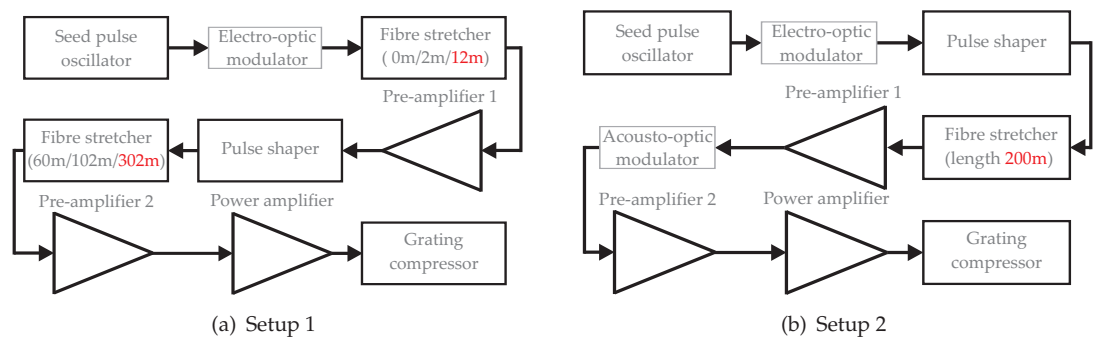 Seed pulse
oscillator
Electro-optic
modulator
Fibre stretcher
( 0m/2m/12m)
Pre-amplifier 1
Fibre stretcher
(60m/102m/302m)
Pulse shaper
Pre-amplifier 2
Power amplifier
Grating
compressor
(a) Setup 1
Seed pulse
oscillator
Electro-optic
modulator
Pulse shaper
Pre-amplifier 1
Acousto-optic
modulator
Fibre stretcher
(length 200m)
Pre-amplifier 2
Power amplifier
Grating
compressor
(b) Setup 2